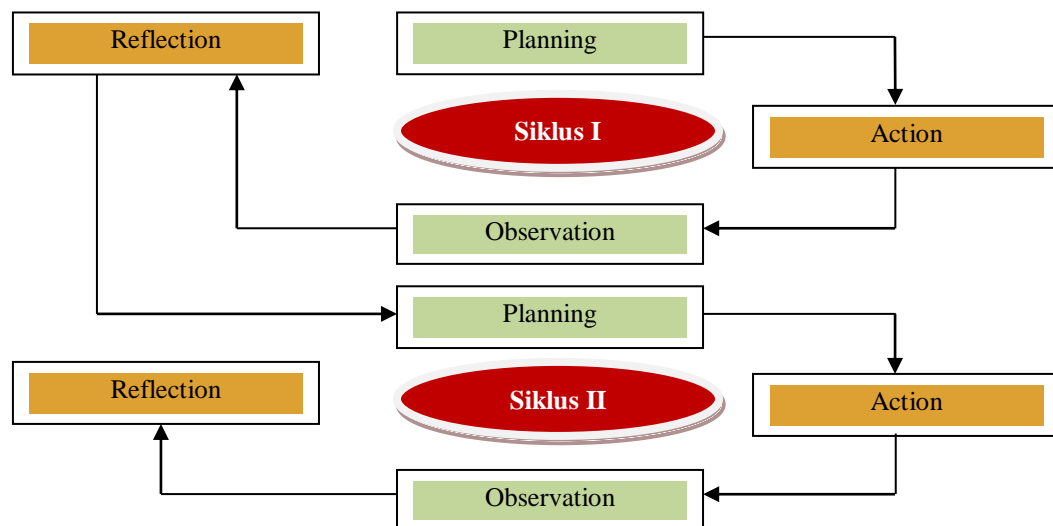 Reflection
Planning
Siklus I
Action
Observation
Planning
Reflection
Siklus II
Action
Observation